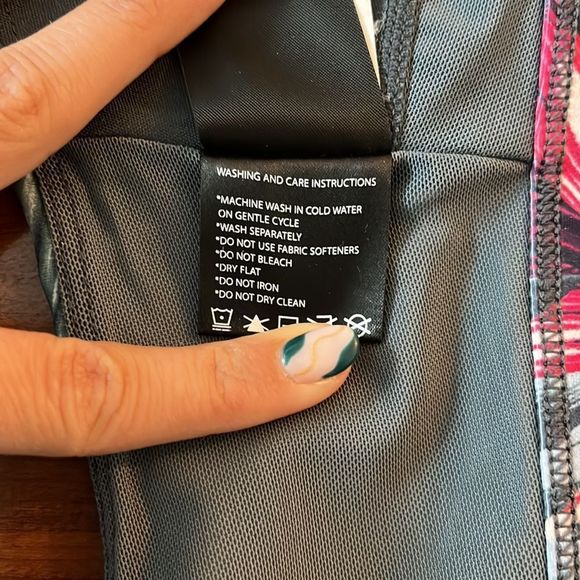 WASHING AND CARE INSTRUCTIONS
*MACHINE WASH IN COLD WATER
ON GENTLE CYCLE
*WASH SEPARATELY
*DO NOT USE FABRIC SOFTENERS
*DO NOT BLEACH
*DRY FLAT
*DO NOT IRON
*DO NOT DRY CLEAN